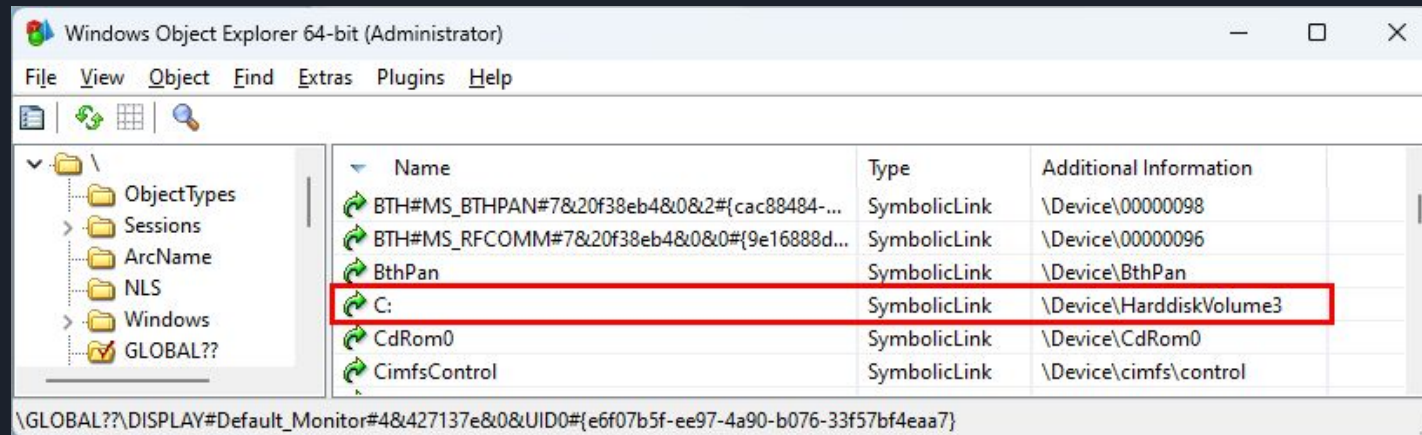 Windows Object Explorer 64-bit (Administrator)
File View Object Find Extras Plugins Help
\
ObjectTypes
Sessions
ArcName
NLS
Windows
GLOBAL??
Name Type Additional Information
BTH#MS_BTHPAN#7&20f38eb4&0&2#{cac88484-... SymbolicLink \Device\00000098
BTH#MS_RFCOMM#7&20f38eb4&0&0#{9e16888d... SymbolicLink \Device\00000096
BthPan SymbolicLink \Device\BthPan
C: SymbolicLink \Device\HarddiskVolume3
CdRom0 SymbolicLink \Device\CdRom0
CimfsControl SymbolicLink \Device\cimfs\control
\GLOBAL??\DISPLAY#Default_Monitor#4&427137e&0&UID0#{e6f07b5f-ee97-4a90-b076-33f57bf4eaa7}